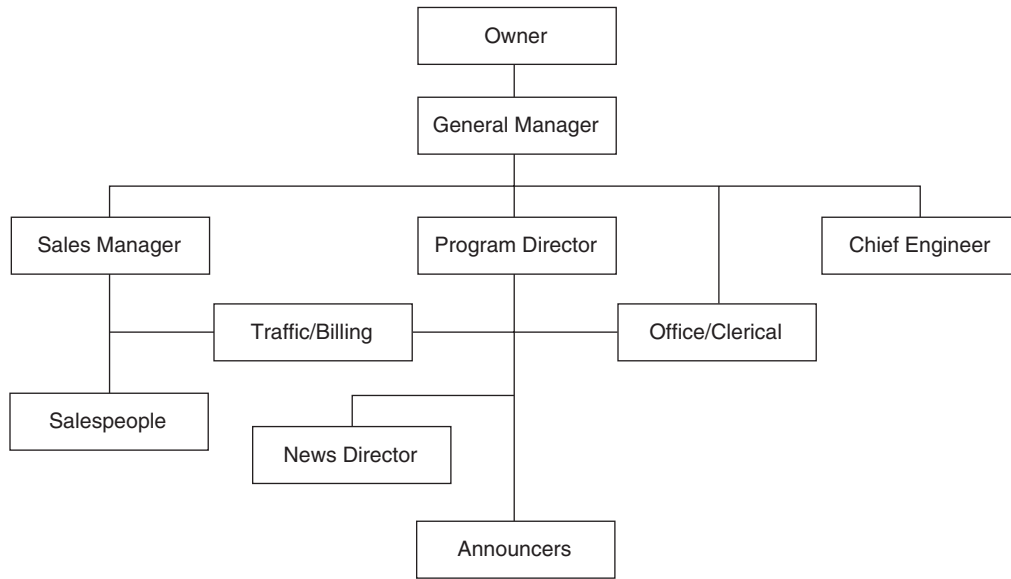 Owner
General Manager
Sales Manager
Program Director
Chief Engineer
Traffic/Billing
Office/Clerical
Salespeople
News Director
Announcers